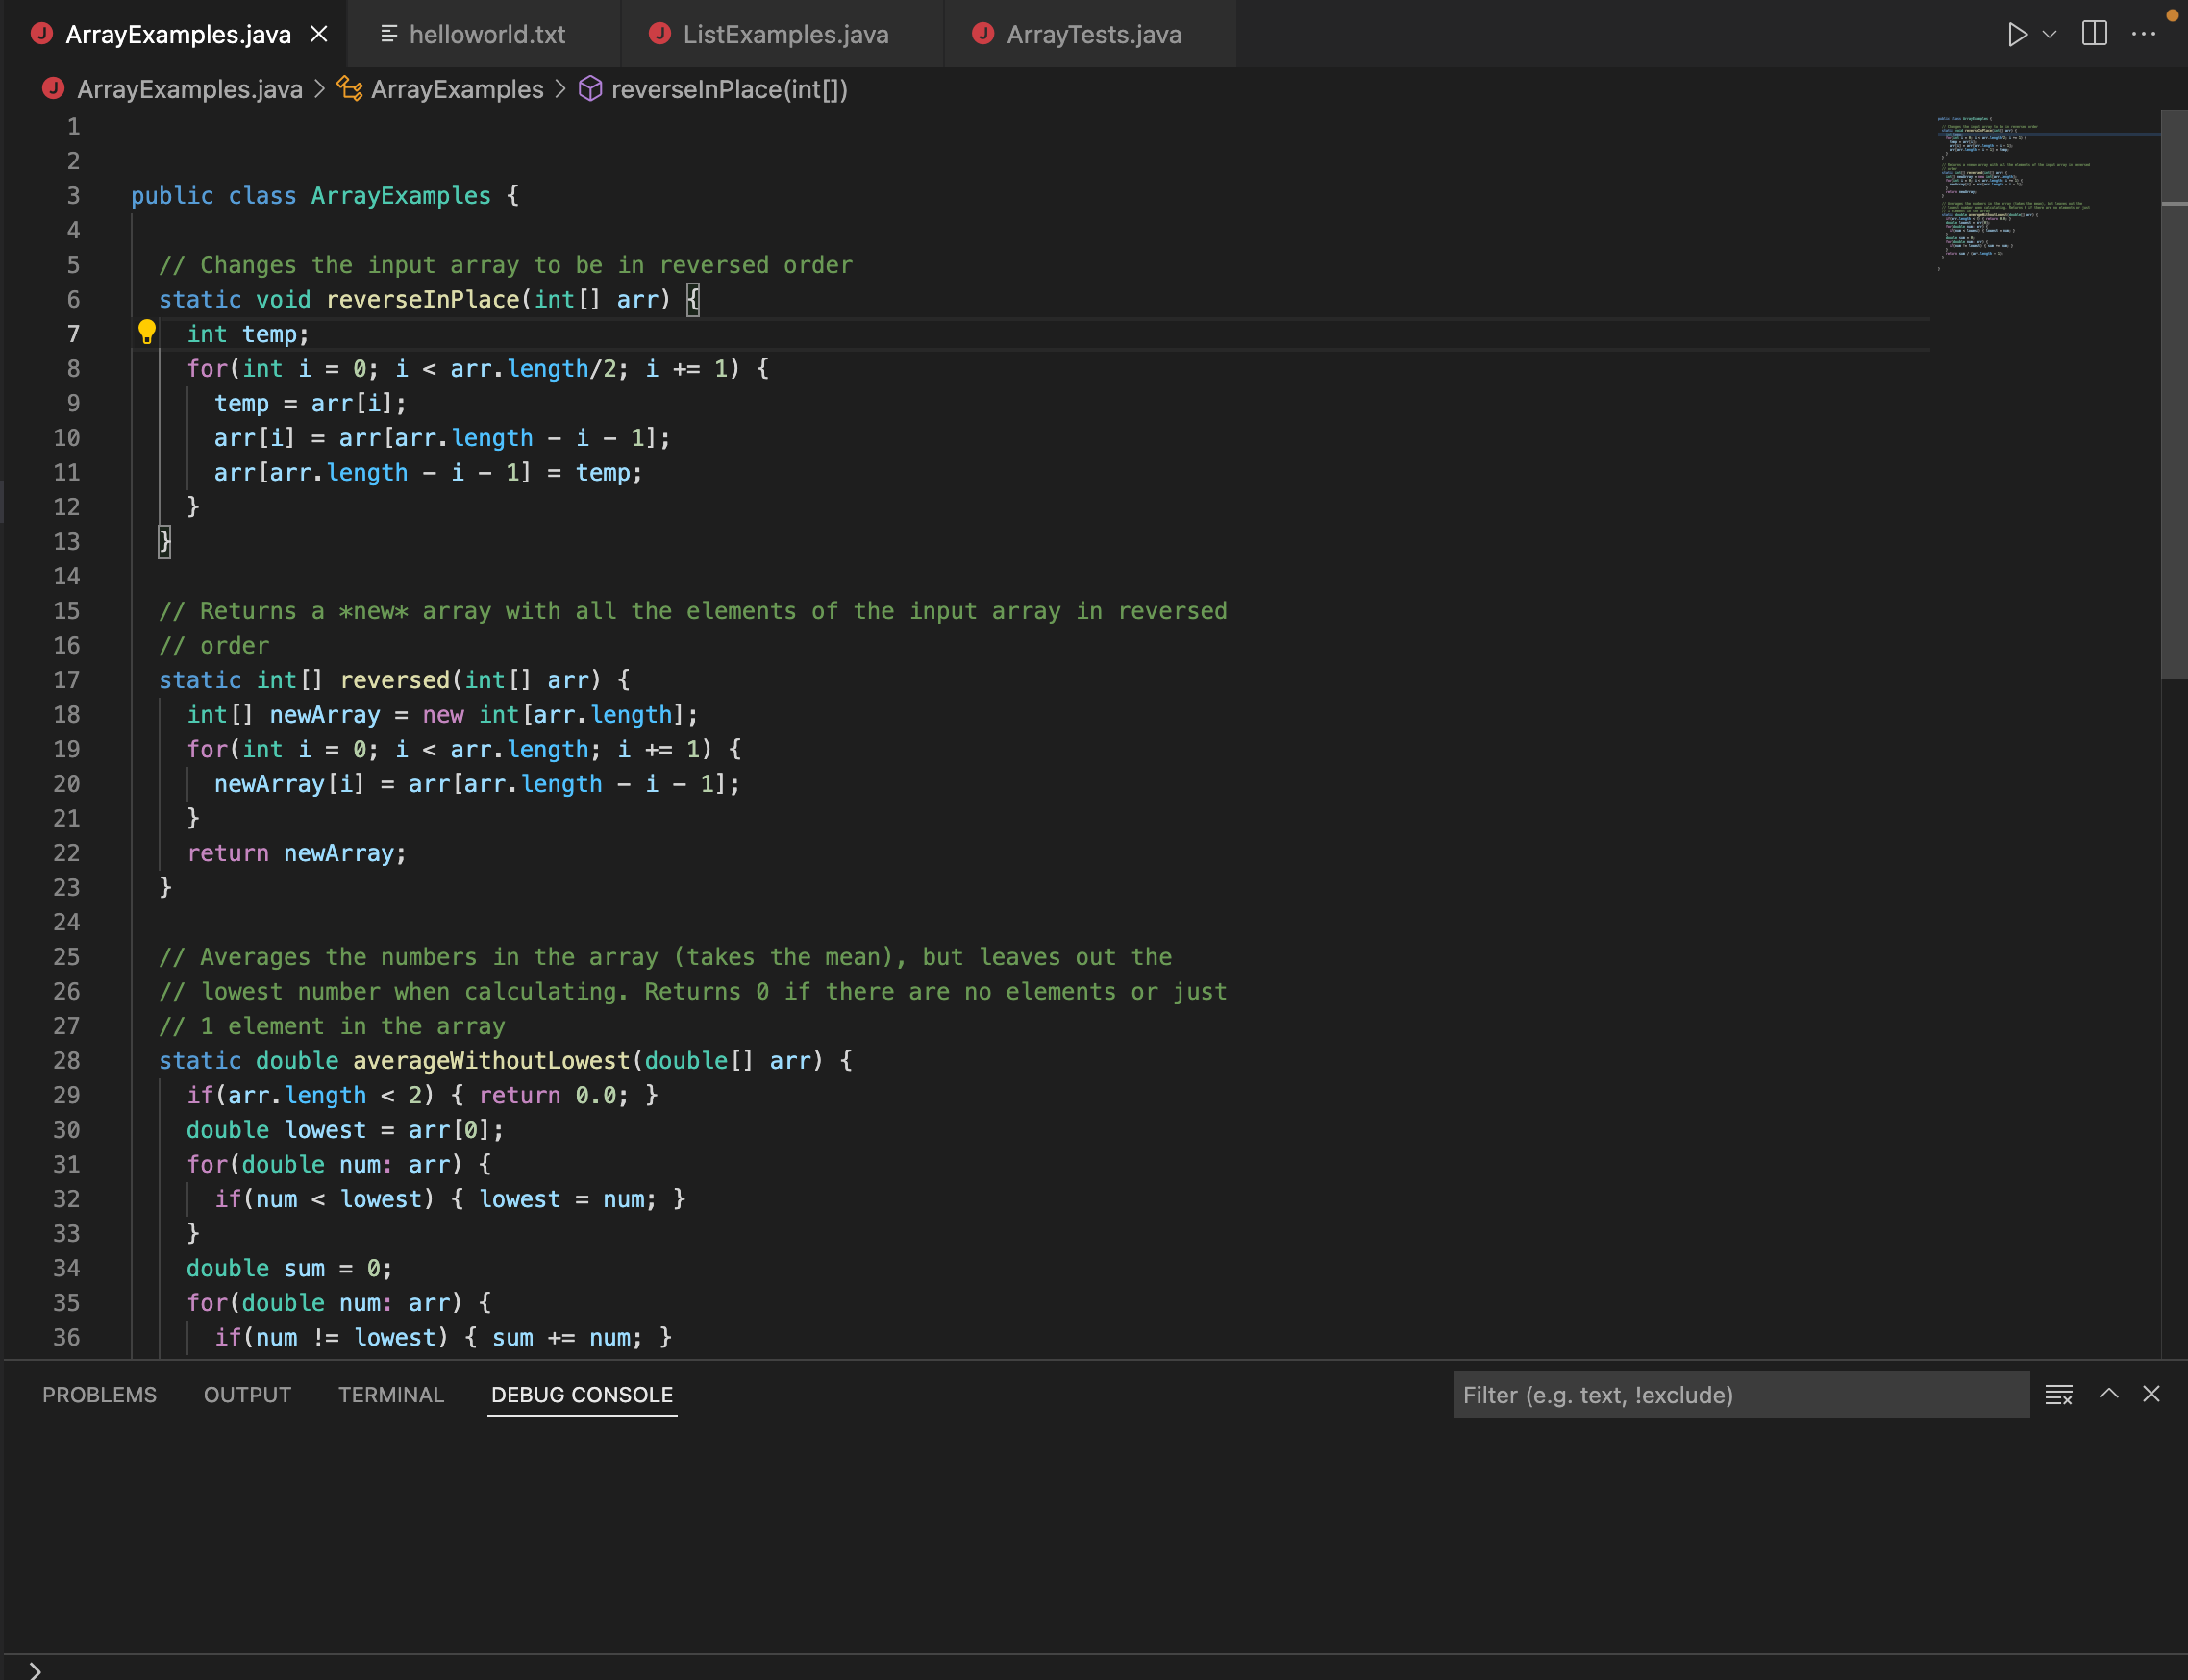 ArrayExamples.java
helloworld.txt
ListExamples.java
ArrayTests.java
ArrayExamples.java > ArrayExamples > reverseInPlace(int[])
1
2
3 public class ArrayExamples {
4
5 // Changes the input array to be in reversed order
6 static void reverseInPlace(int[] arr) {
7 int temp;
8 for(int i = 0; i < arr.length/2; i += 1) {
9 temp = arr[i];
10 arr[i] = arr[arr.length - i - 1];
11 arr[arr.length - i - 1] = temp;
12 }
13 }
14
15 // Returns a *new* array with all the elements of the input array in reversed
16 // order
17 static int[] reversed(int[] arr) {
18 int[] newArray = new int[arr.length];
19 for(int i = 0; i < arr.length; i += 1) {
20 newArray[i] = arr[arr.length - i - 1];
21 }
22 return newArray;
23 }
24
25 // Averages the numbers in the array (takes the mean), but leaves out the
26 // lowest number when calculating. Returns 0 if there are no elements or just
27 // 1 element in the array
28 static double averageWithoutLowest(double[] arr) {
29 if(arr.length < 2) { return 0.0; }
30 double lowest = arr[0];
31 for(double num: arr) {
32 if(num < lowest) { lowest = num; }
33 }
34 double sum = 0;
35 for(double num: arr) {
36 if(num != lowest) { sum += num; }
PROBLEMS OUTPUT TERMINAL DEBUG CONSOLE Filter (e.g. text, !exclude)